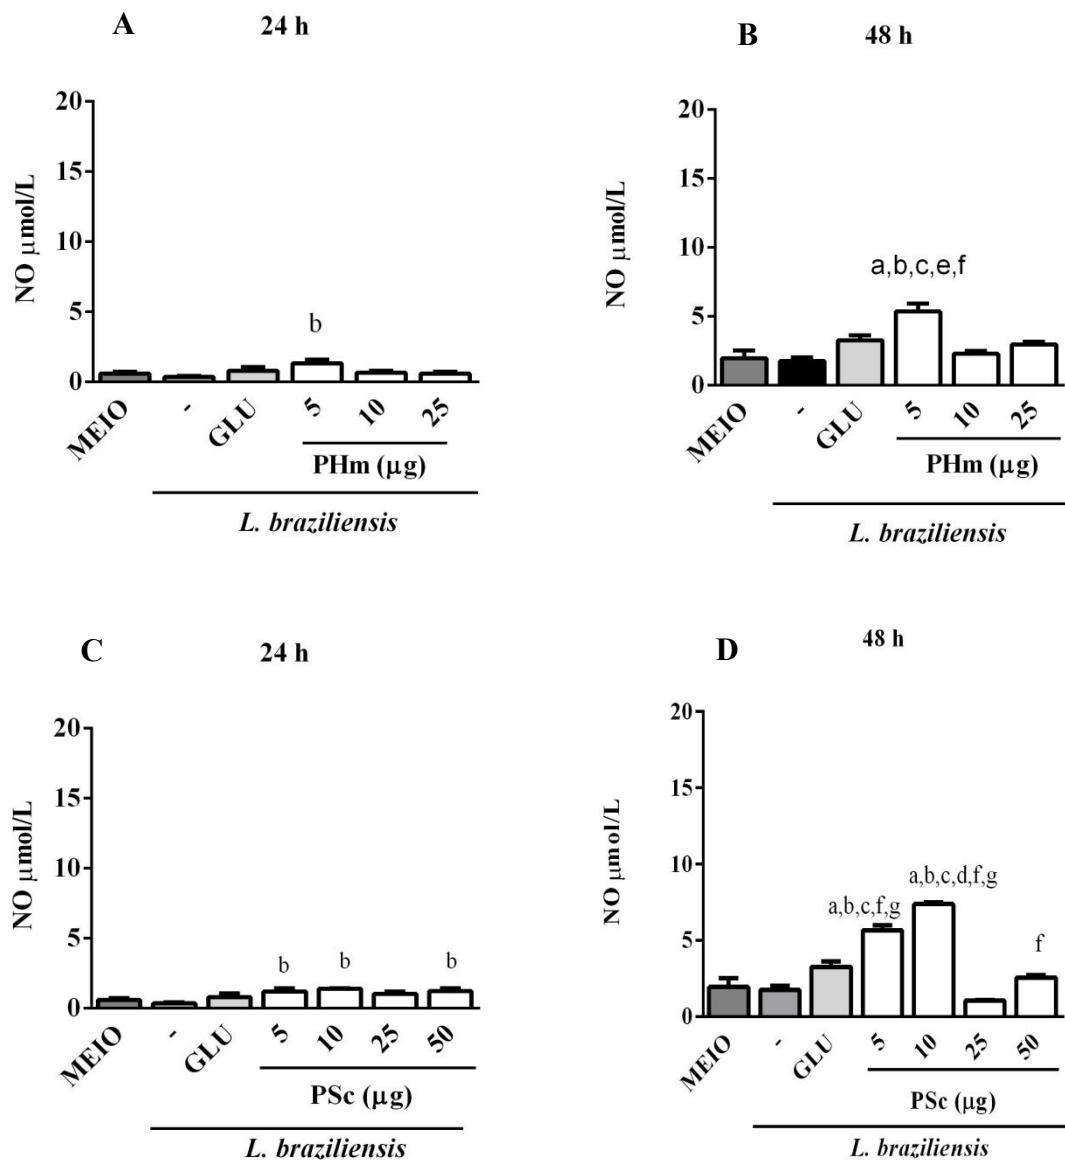 A
24 h
20
15
10
5
0
NO μmol/L
b
MEIO
-
GLU
5
10
25
PHm (μg)
L. braziliensis
B
48 h
20
15
10
5
0
NO μmol/L
a,b,c,e,f
MEIO
-
GLU
5
10
25
PHm (μg)
L. braziliensis
C
24 h
20
15
10
5
0
NO μmol/L
b
b
b
MEIO
-
GLU
5
10
25
50
PSc (μg)
L. braziliensis
D
48 h
20
15
10
5
0
NO μmol/L
a,b,c,f,g
a,b,c,d,f,g
f
MEIO
-
GLU
5
10
25
50
PSc (μg)
L. braziliensis